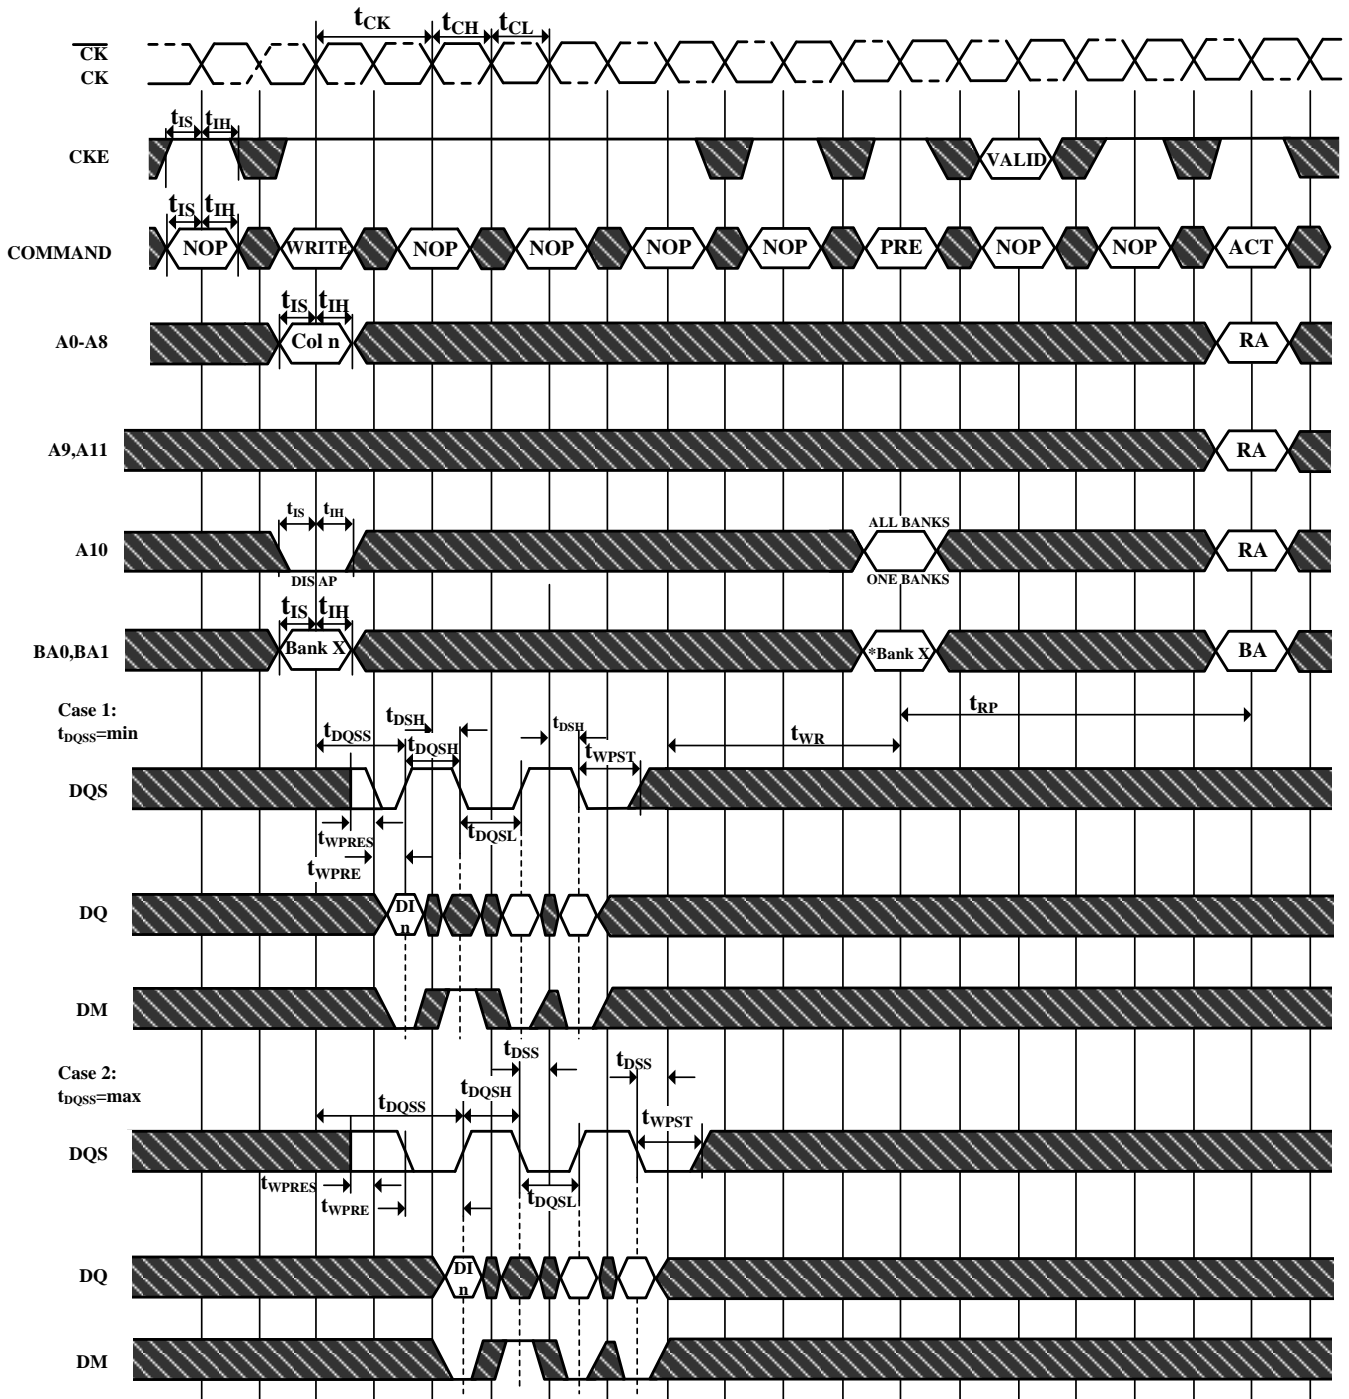 tCK tCH tCL
CK
CK
tIS tIH
CKE VALID
tIS tIH
COMMAND NOP WRITE NOP NOP NOP NOP PRE NOP NOP ACT
tIS tIH
A0-A8 Col n RA
A9,A11 RA
tIS tIH ALL BANKS
A10 RA
DIS AP ONE BANKS
tIS tIH
BA0,BA1 Bank X *Bank X BA
Case 1:
tDQSS=min
tDQSS tDSH tDQSH tDSH tWPST tWR tRP
DQS
tWPRES tDQSL
tWPRE
DQ DI n
DM
Case 2:
tDQSS=max
tDSS tDSS
tDQSS tDQSH tWPST
DQS
tWPRES tWPRE tDQSL
DQ DI n
DM